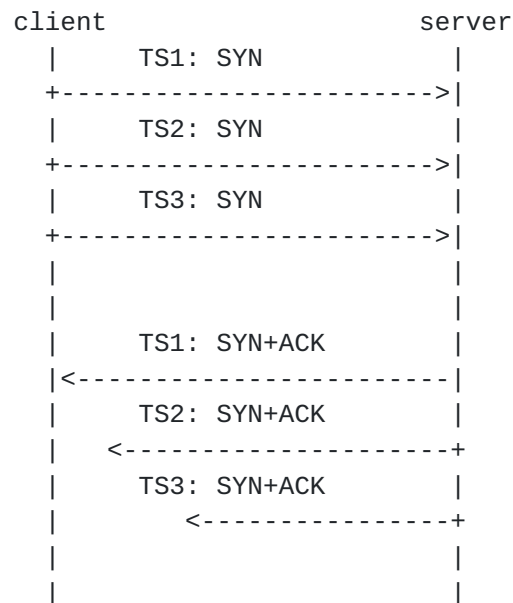 client                    server
  |     TS1: SYN            |
  +------------------------>|
  |     TS2: SYN            |
  +------------------------>|
  |     TS3: SYN            |
  +------------------------>|
  |                         |
  |                         |
  |     TS1: SYN+ACK        |
  |<------------------------|
  |     TS2: SYN+ACK        |
  |   <---------------------+
  |     TS3: SYN+ACK        |
  |        <----------------+
  |                         |
  |                         |